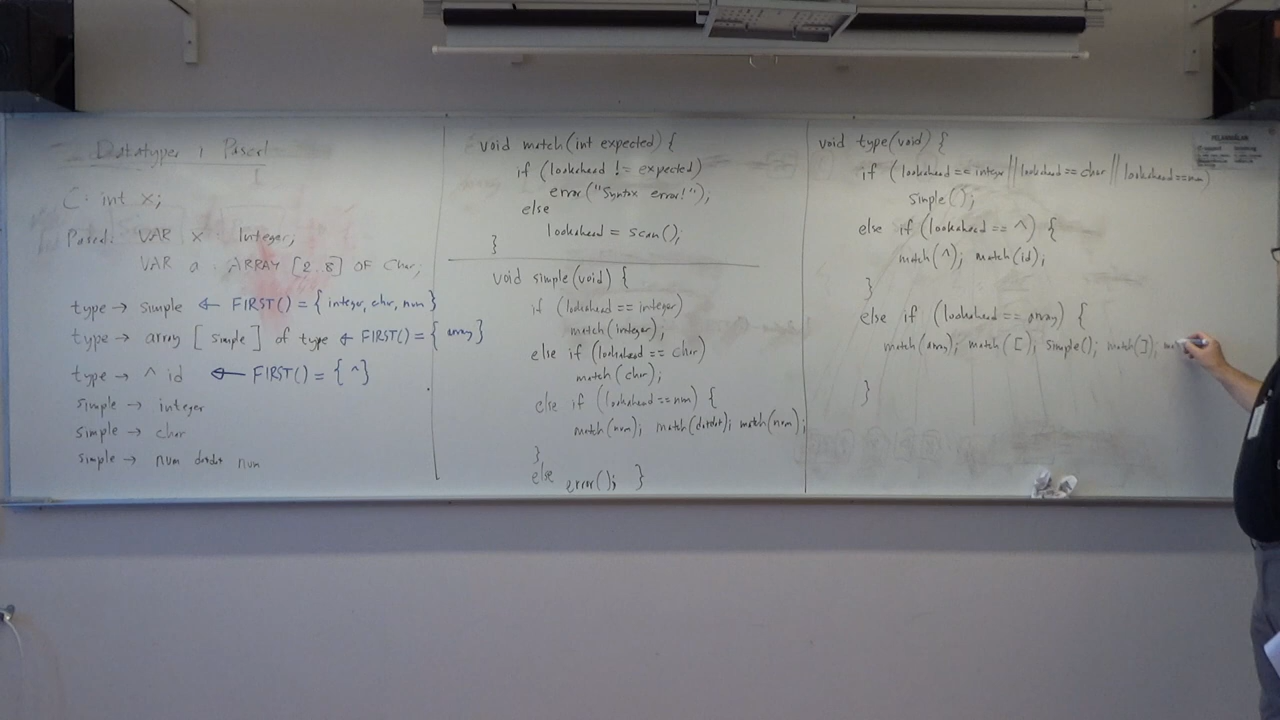 Datatyper i Pascal
C: int x;
Pascal: VAR x Integer;
VAR a ARRAY [2..8] OF Char;
type → simple ← FIRST() = { integer, char, num }
type → array [ simple ] of type ← FIRST() = { array }
type → ^ id ← FIRST() = { ^ }
simple → integer
simple → char
simple → num dotdot num
void match(int expected) {
if (lookahead != expected)
error("Syntax error!");
else
lookahead = scan();
}
void simple(void) {
if (lookahead == integer)
match(integer);
else if (lookahead == char)
match(char);
else if (lookahead == num) {
match(num); match(dotdot); match(num);
}
else error(); }
void type(void) {
if (lookahead == integer || lookahead == char || lookahead == num)
simple();
else if (lookahead == ^) {
match(^); match(id);
}
else if (lookahead == array) {
match(array); match([); simple(); match(]); ma
}